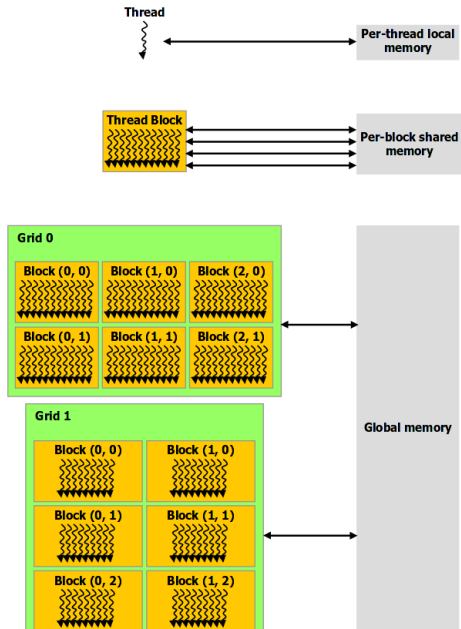 Thread
Per-thread local
memory
Thread Block
Per-block shared
memory
Grid 0
Block (0, 0) Block (1, 0) Block (2, 0)
Block (0, 1) Block (1, 1) Block (2, 1)
Grid 1
Global memory
Block (0, 0) Block (1, 0)
Block (0, 1) Block (1, 1)
Block (0, 2) Block (1, 2)